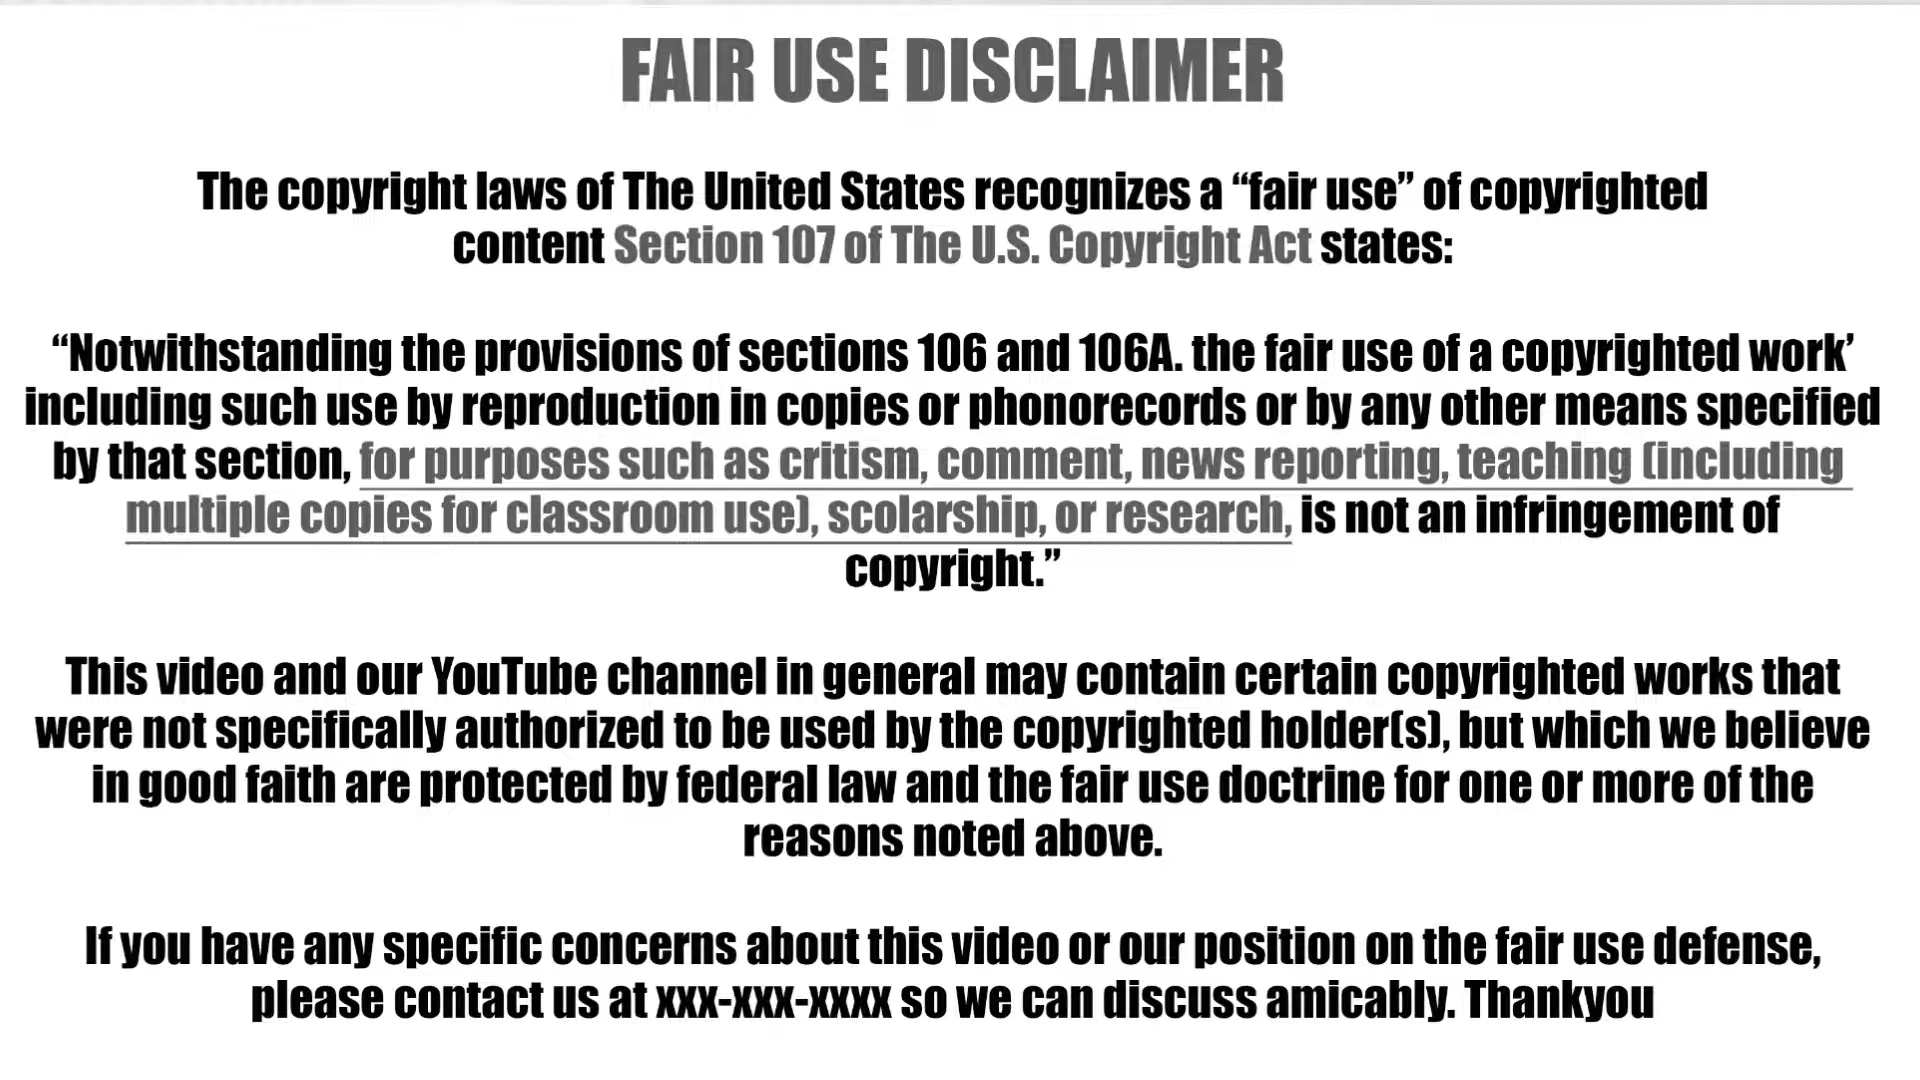 FAIR USE DISCLAIMER
The copyright laws of The United States recognizes a “fair use” of copyrighted
content Section 107 of The U.S. Copyright Act states:
“Notwithstanding the provisions of sections 106 and 106A. the fair use of a copyrighted work’
including such use by reproduction in copies or phonorecords or by any other means specified
by that section, for purposes such as critism, comment, news reporting, teaching (including
multiple copies for classroom use), scolarship, or research, is not an infringement of
copyright.”
This video and our YouTube channel in general may contain certain copyrighted works that
were not specifically authorized to be used by the copyrighted holder(s), but which we believe
in good faith are protected by federal law and the fair use doctrine for one or more of the
reasons noted above.
If you have any specific concerns about this video or our position on the fair use defense,
please contact us at xxx-xxx-xxxx so we can discuss amicably. Thankyou